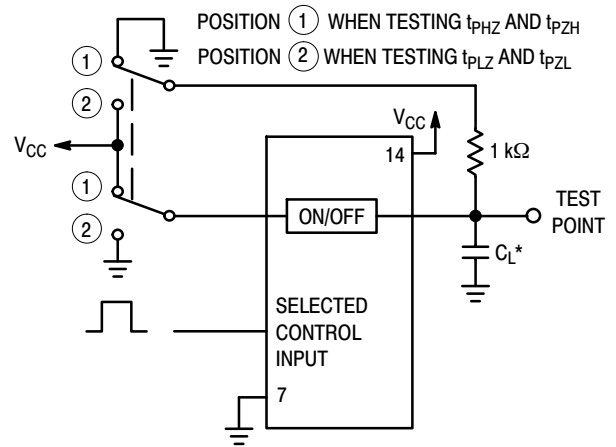 POSITION 1 WHEN TESTING tPHZ AND tPZH
POSITION 2 WHEN TESTING tPLZ AND tPZL
1
2
VCC
1
2
VCC
14
1 kΩ
ON/OFF
TEST
POINT
CL*
SELECTED
CONTROL
INPUT
7